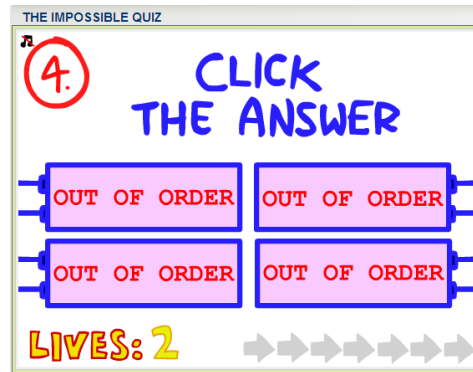 THE IMPOSSIBLE QUIZ
4.
CLICK
THE ANSWER
OUT OF ORDER
OUT OF ORDER
OUT OF ORDER
OUT OF ORDER
LIVES: 2